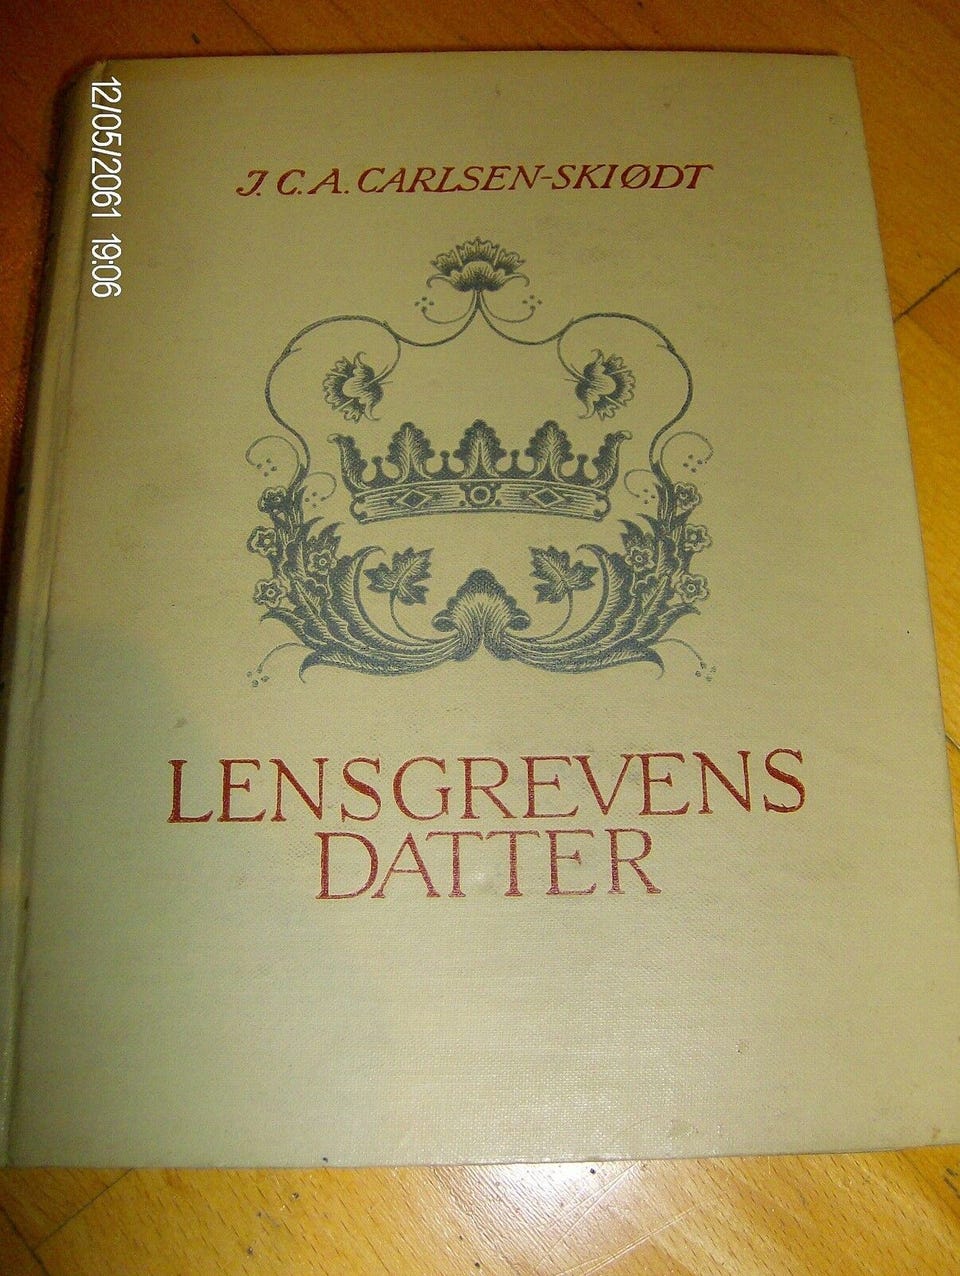 12/05/2061 19:06
J. C. A. CARLSEN-SKIØDT
LENSGREVENS
DATTER